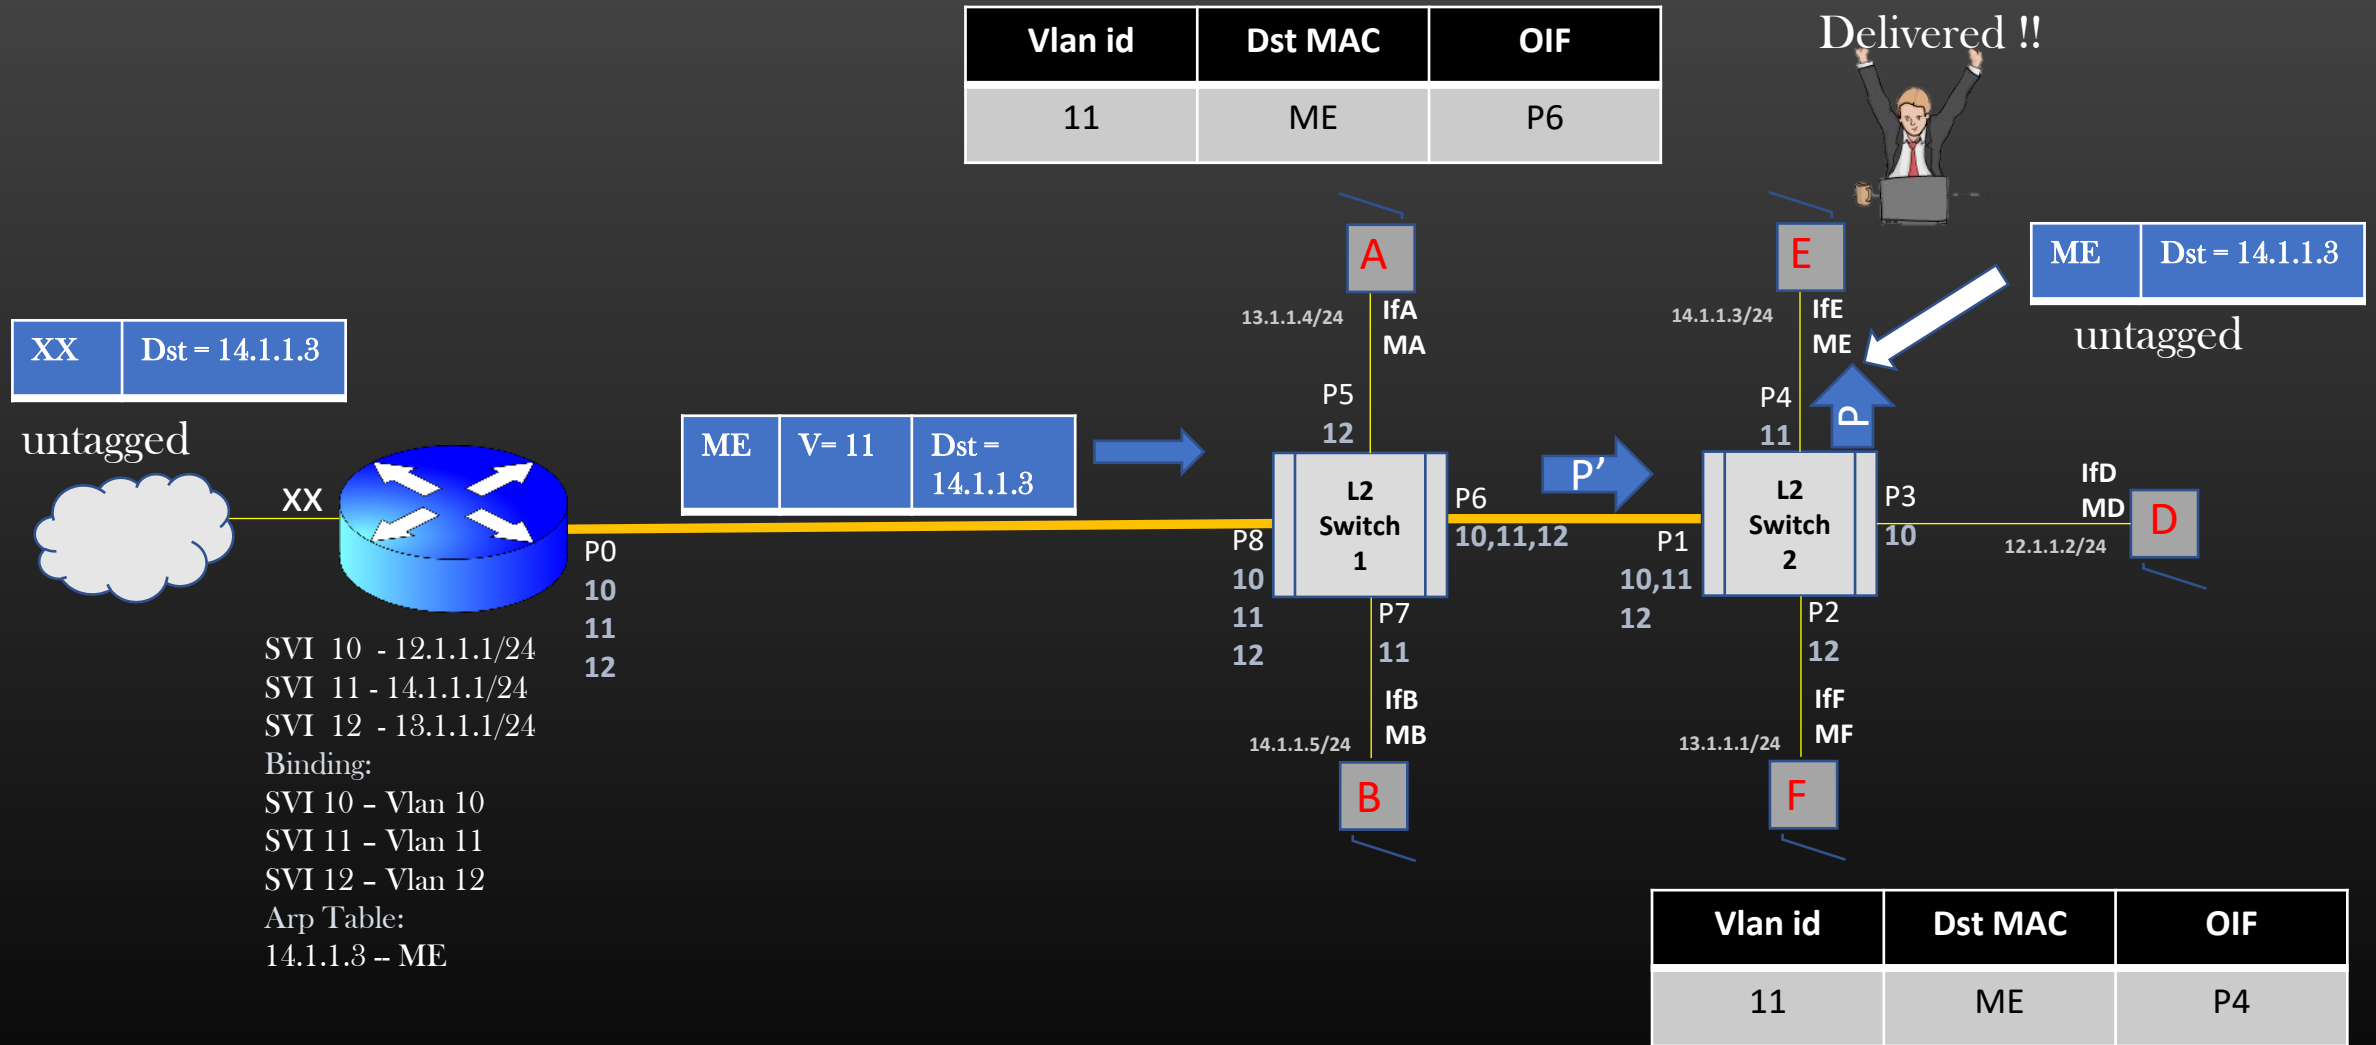 Vlan id Dst MAC OIF
11 ME P6
Delivered !!
XX Dst = 14.1.1.3
untagged
XX
ME V= 11 Dst =
14.1.1.3
A
13.1.1.4/24
IfA
MA
P5
12
E
14.1.1.3/24
IfE
ME
P4
11
P
ME Dst = 14.1.1.3
untagged
P0
10
11
12
SVI 10 - 12.1.1.1/24
SVI 11 - 14.1.1.1/24
SVI 12 - 13.1.1.1/24
Binding:
SVI 10 – Vlan 10
SVI 11 – Vlan 11
SVI 12 – Vlan 12
Arp Table:
14.1.1.3 -- ME
P8
10
11
12
L2
Switch
1
P6
10,11,12
P'
P7
11
IfB
MB
14.1.1.5/24
B
P1
10,11
12
L2
Switch
2
P3
10
IfD
MD
12.1.1.2/24
D
P2
12
IfF
MF
13.1.1.1/24
F
Vlan id Dst MAC OIF
11 ME P4